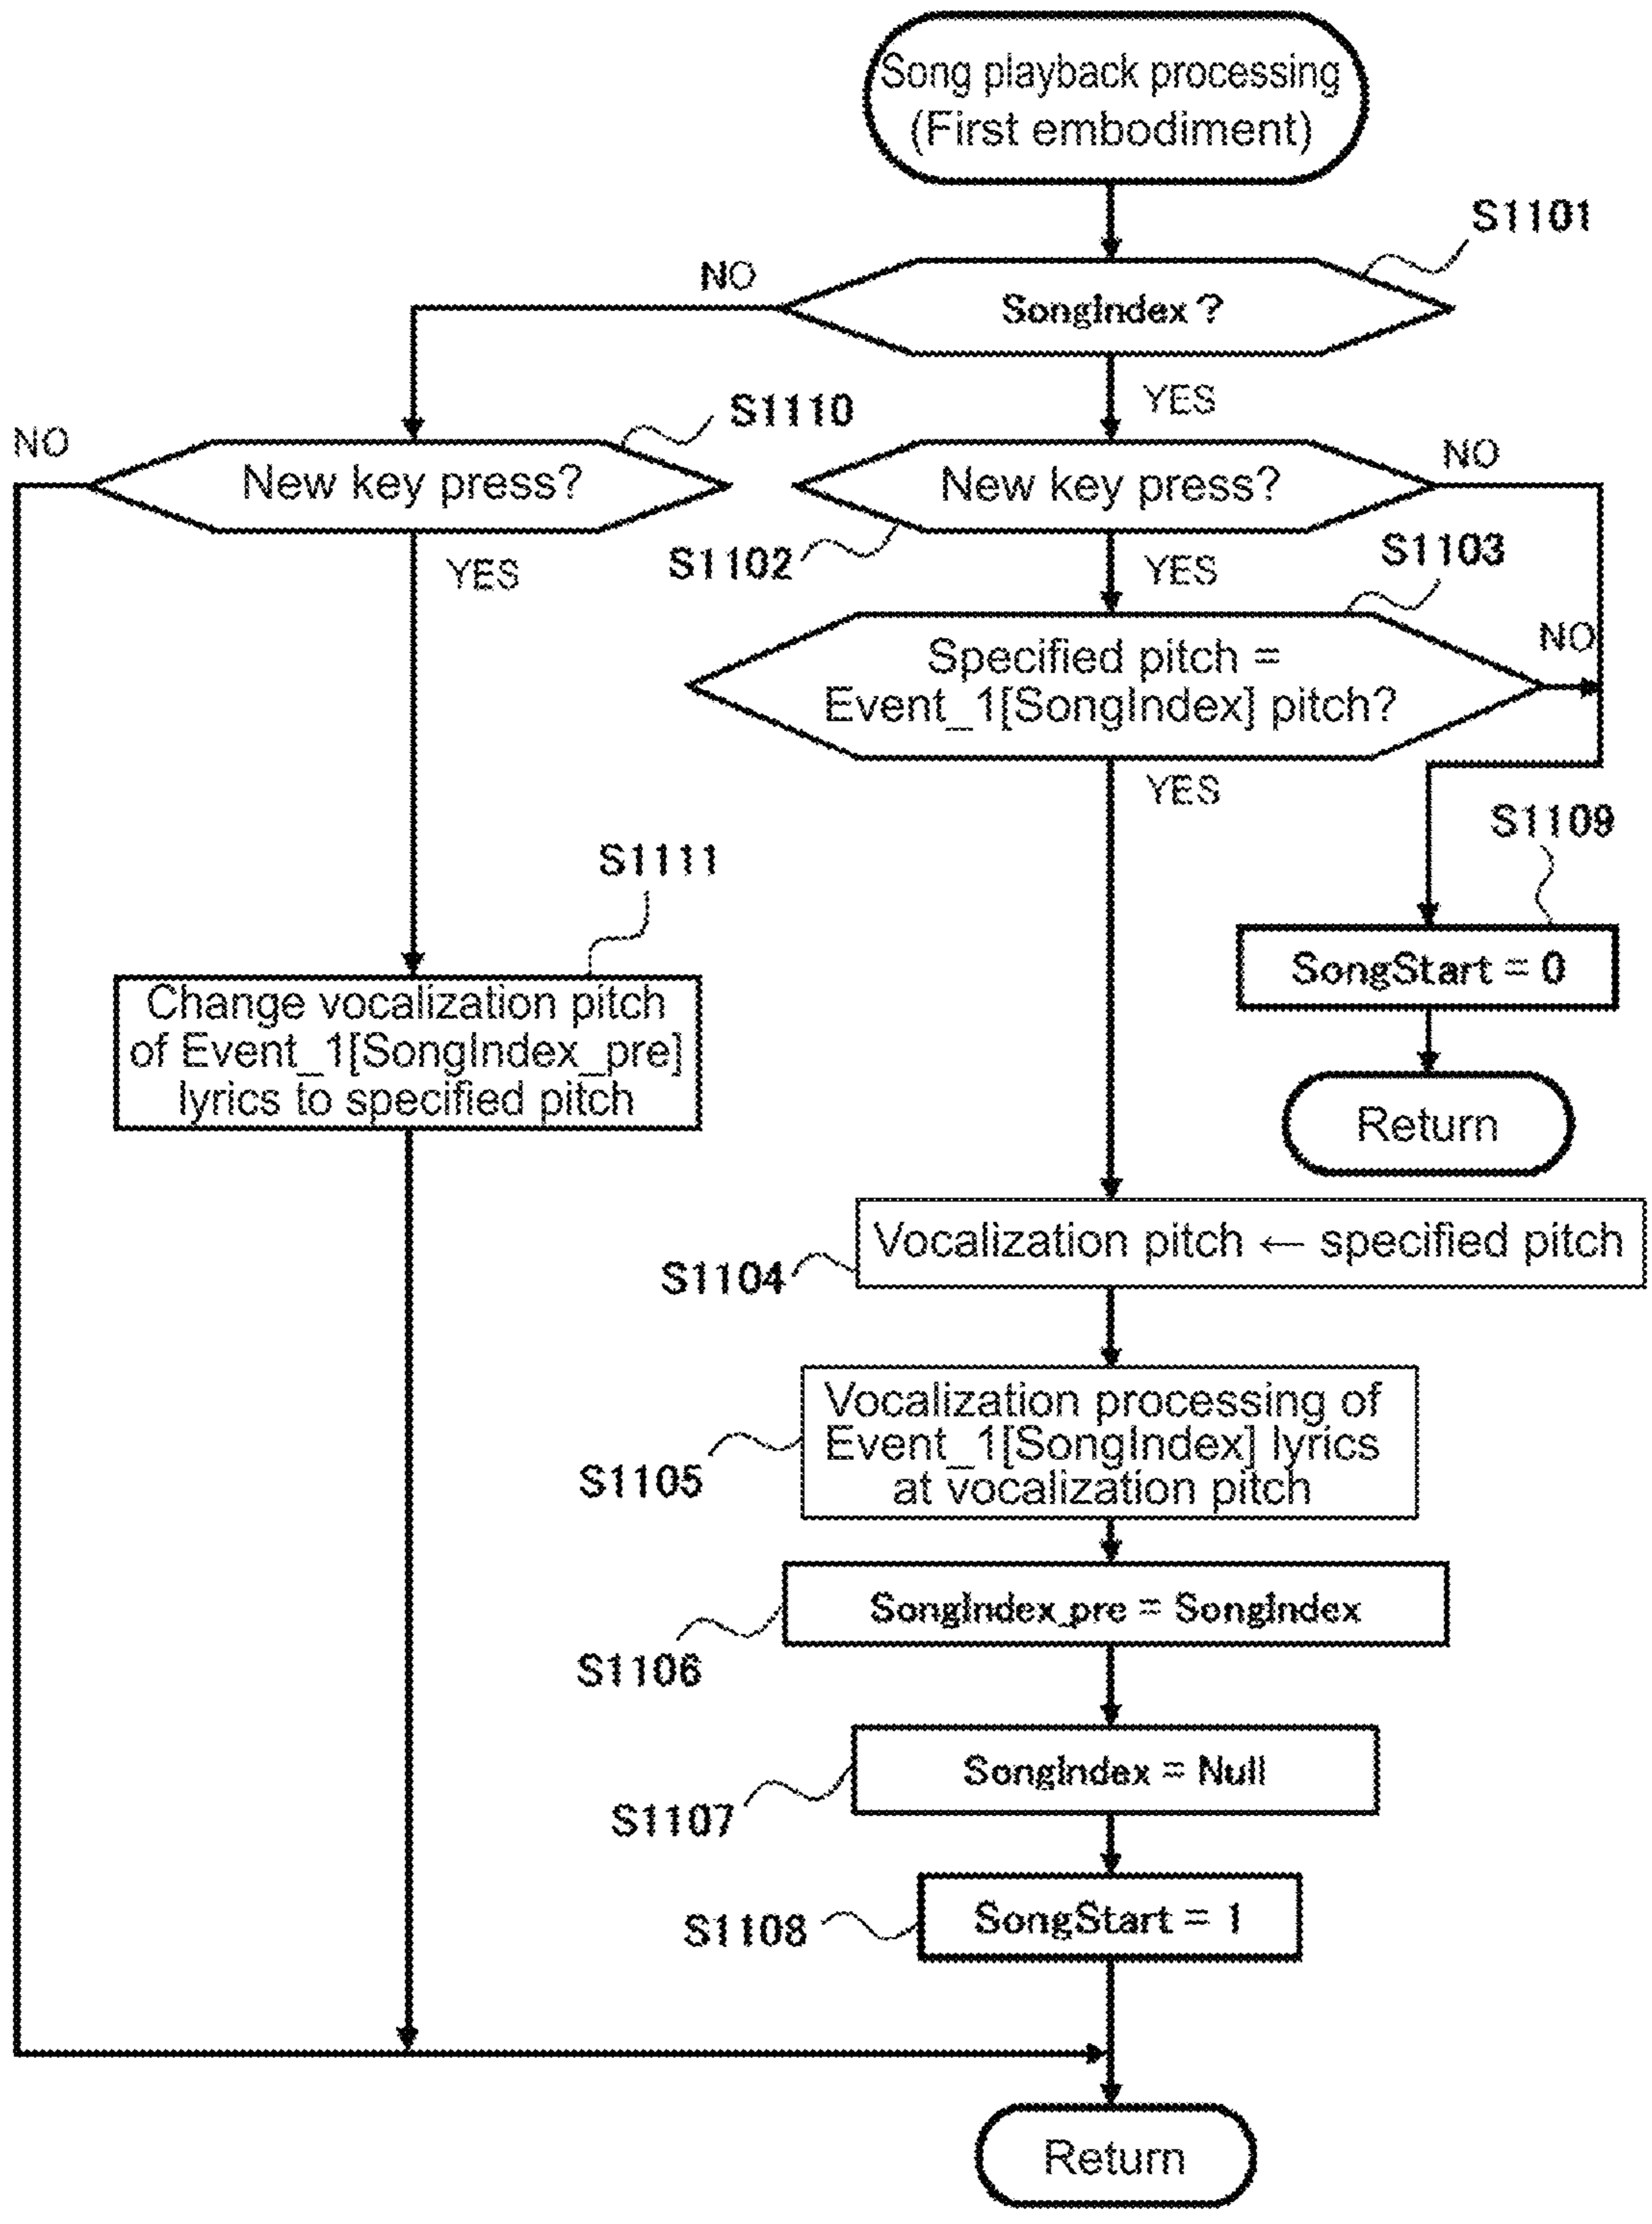 Song playback processing
(First embodiment)
S1101
NO
SongIndex ?
YES
S1110
NO
New key press?
New key press?
NO
S1102
YES
YES
S1103
NO
Specified pitch =
Event_1[SongIndex] pitch?
YES
S1109
S1111
SongStart = 0
Change vocalization pitch
of Event_1[SongIndex_pre]
lyrics to specified pitch
Return
Vocalization pitch ← specified pitch
S1104
Vocalization processing of
Event_1[SongIndex] lyrics
at vocalization pitch
S1105
SongIndex_pre = SongIndex
S1106
SongIndex = Null
S1107
SongStart = 1
S1108
Return